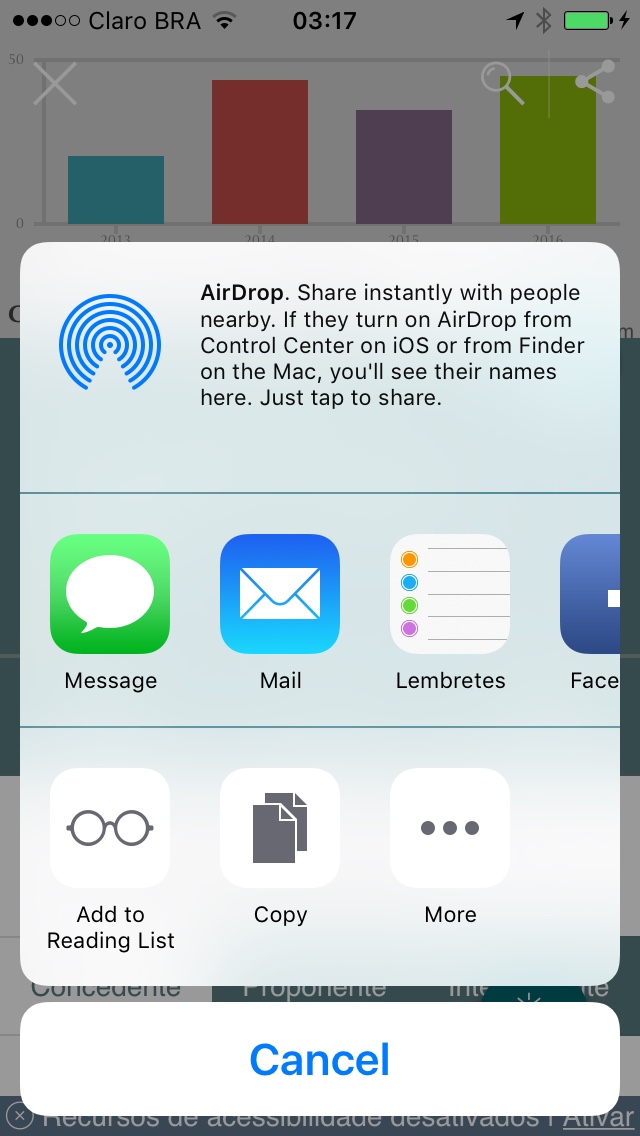 Claro BRA 03:17
50
0
2013 2014 2015 2016
AirDrop. Share instantly with people
nearby. If they turn on AirDrop from
Control Center on iOS or from Finder
on the Mac, you'll see their names
here. Just tap to share.
Message Mail Lembretes Face
Add to
Reading List
Copy
More
Concedente Proponente
Cancel
Recursos de acessibilidade desativados | Ativar